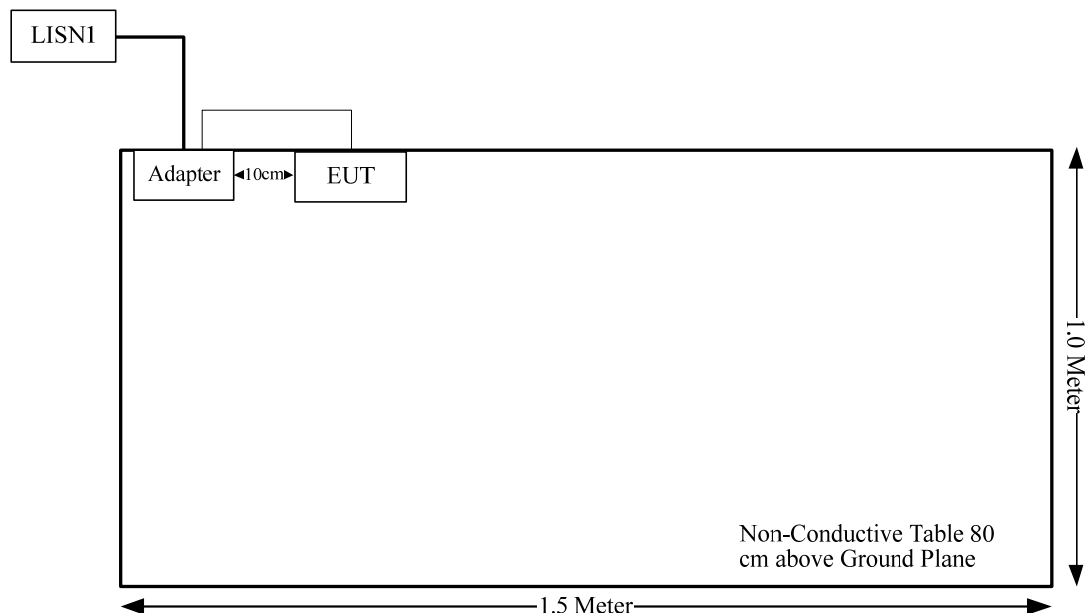 LISN1
Adapter
10cm
EUT
1.0 Meter
Non-Conductive Table 80
cm above Ground Plane
1.5 Meter